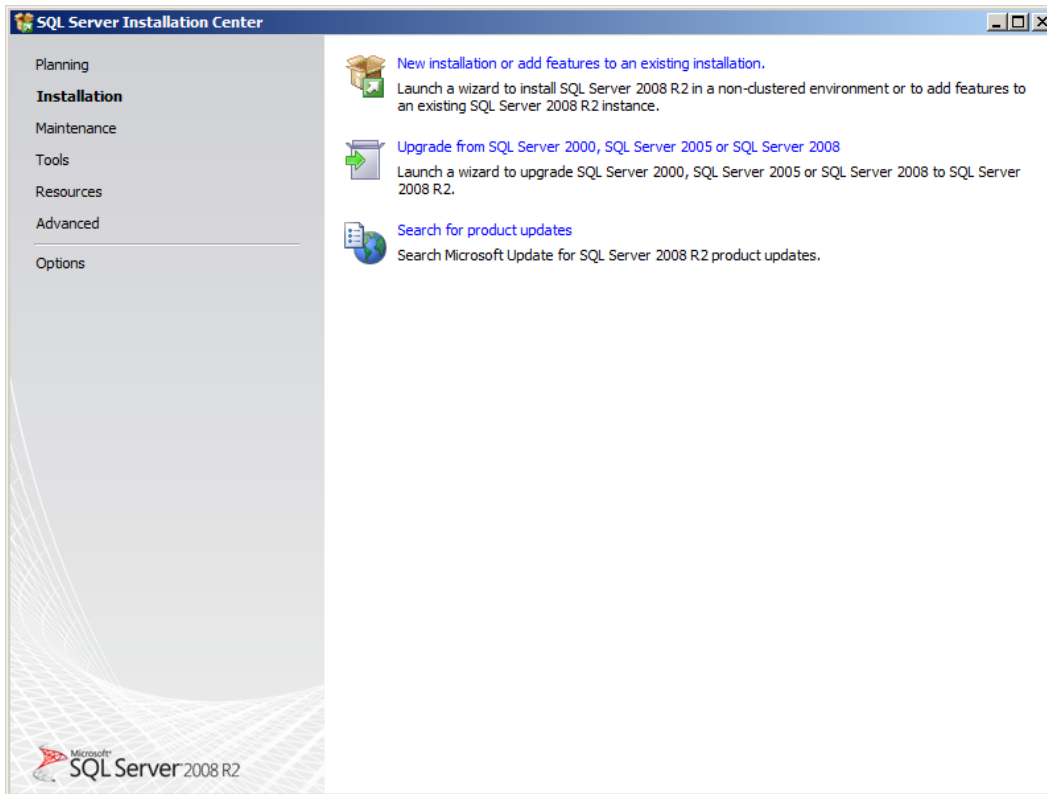 SQL Server Installation Center
Planning
Installation
Maintenance
Tools
Resources
Advanced
Options
New installation or add features to an existing installation.
Launch a wizard to install SQL Server 2008 R2 in a non-clustered environment or to add features to
an existing SQL Server 2008 R2 instance.
Upgrade from SQL Server 2000, SQL Server 2005 or SQL Server 2008
Launch a wizard to upgrade SQL Server 2000, SQL Server 2005 or SQL Server 2008 to SQL Server
2008 R2.
Search for product updates
Search Microsoft Update for SQL Server 2008 R2 product updates.
Microsoft®
SQL Server® 2008 R2